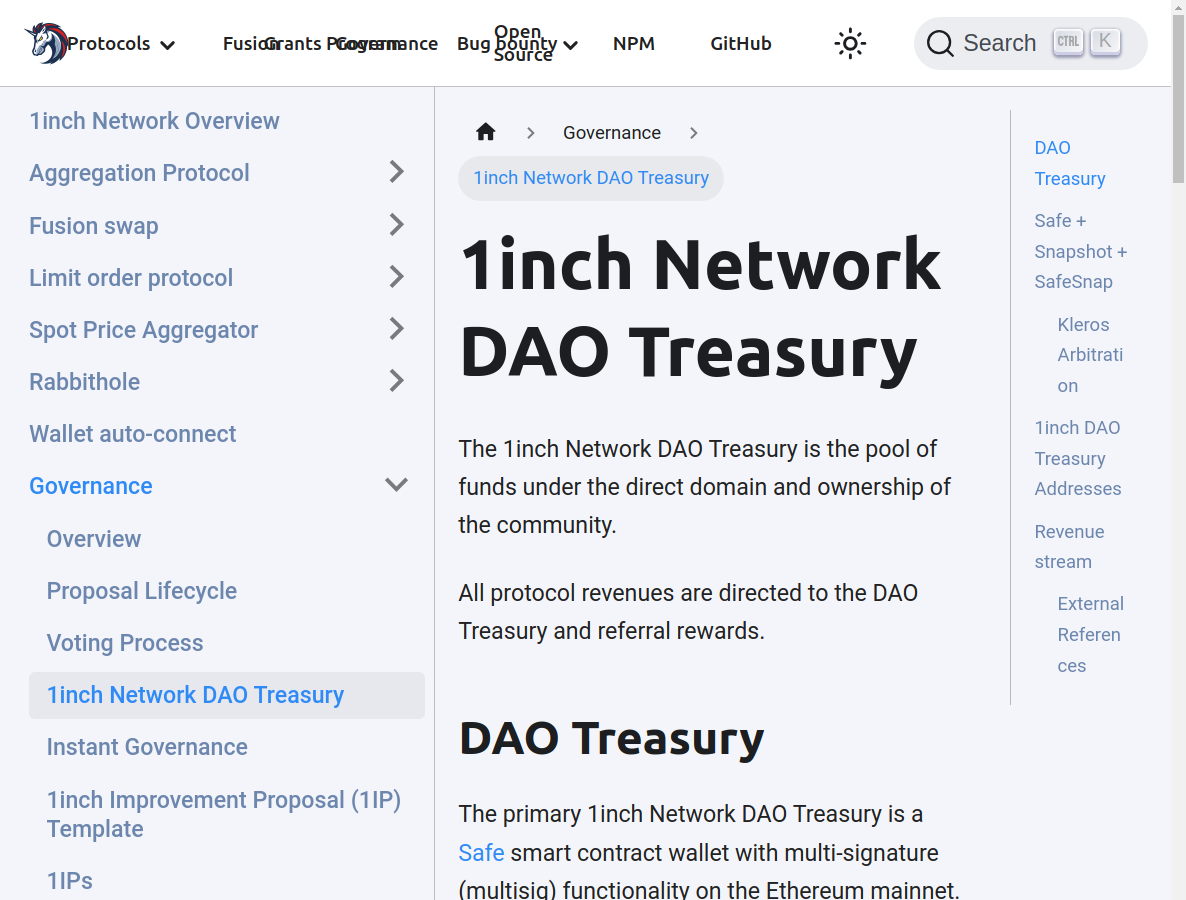 Protocols
Fusion
Grants Program
Governance
Bug bounty
Open
Source
NPM
GitHub
Search
CTRL
K
1inch Network Overview
Aggregation Protocol
Fusion swap
Limit order protocol
Spot Price Aggregator
Rabbithole
Wallet auto-connect
Governance
Overview
Proposal Lifecycle
Voting Process
1inch Network DAO Treasury
Instant Governance
1inch Improvement Proposal (1IP)
Template
1IPs
Governance
1inch Network DAO Treasury
1inch Network
DAO Treasury
The 1inch Network DAO Treasury is the pool of
funds under the direct domain and ownership of
the community.
All protocol revenues are directed to the DAO
Treasury and referral rewards.
DAO Treasury
The primary 1inch Network DAO Treasury is a
Safe smart contract wallet with multi-signature
(multisig) functionality on the Ethereum mainnet.
DAO
Treasury
Safe +
Snapshot +
SafeSnap
Kleros
Arbitrati
on
1inch DAO
Treasury
Addresses
Revenue
stream
External
Referen
ces